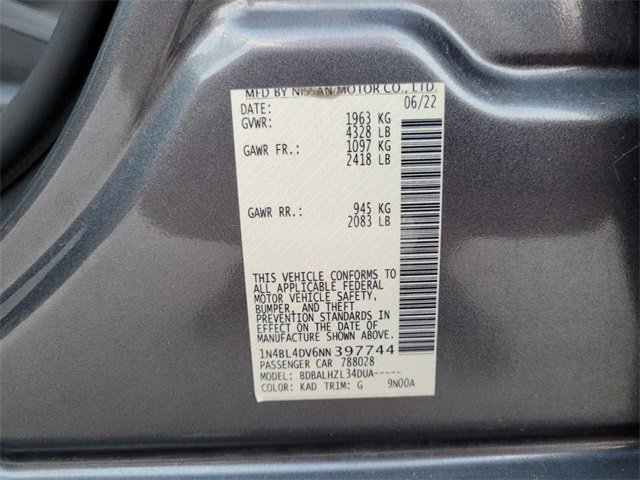 MFD BY NISSAN MOTOR CO., LTD.
DATE: 06/22
GVWR: 1963 KG
4328 LB
GAWR FR.: 1097 KG
2418 LB
GAWR RR.: 945 KG
2083 LB
THIS VEHICLE CONFORMS TO
ALL APPLICABLE FEDERAL
MOTOR VEHICLE SAFETY,
BUMPER, AND THEFT
PREVENTION STANDARDS IN
EFFECT ON THE DATE OF
MANUFACTURE SHOWN ABOVE.
1N4BL4DV6NN397744
PASSENGER CAR 788028
MODEL: BDBALHZL34DUA-----
COLOR: KAD TRIM: G 9N00A